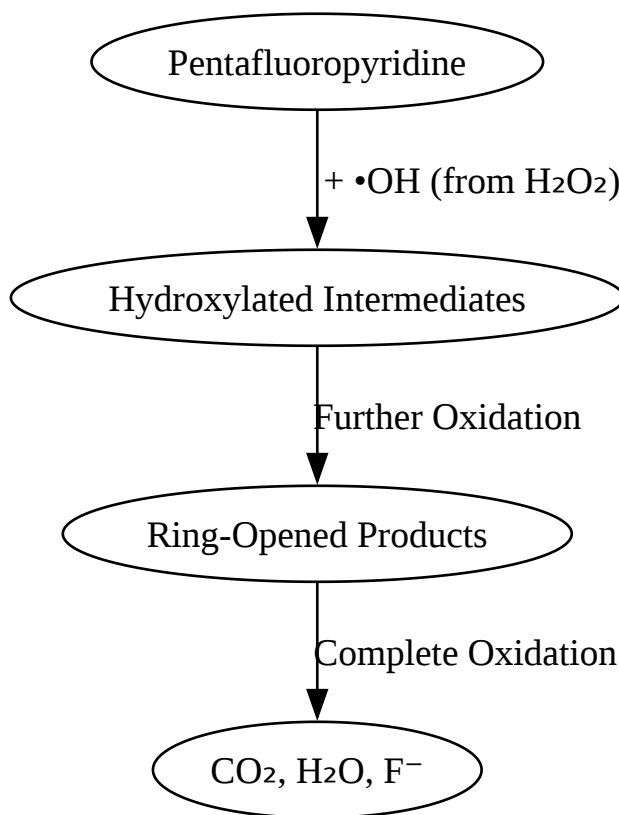 Pentafluoropyridine
+ •OH (from H₂O₂)
Hydroxylated Intermediates
Further Oxidation
Ring-Opened Products
Complete Oxidation
CO₂, H₂O, F⁻